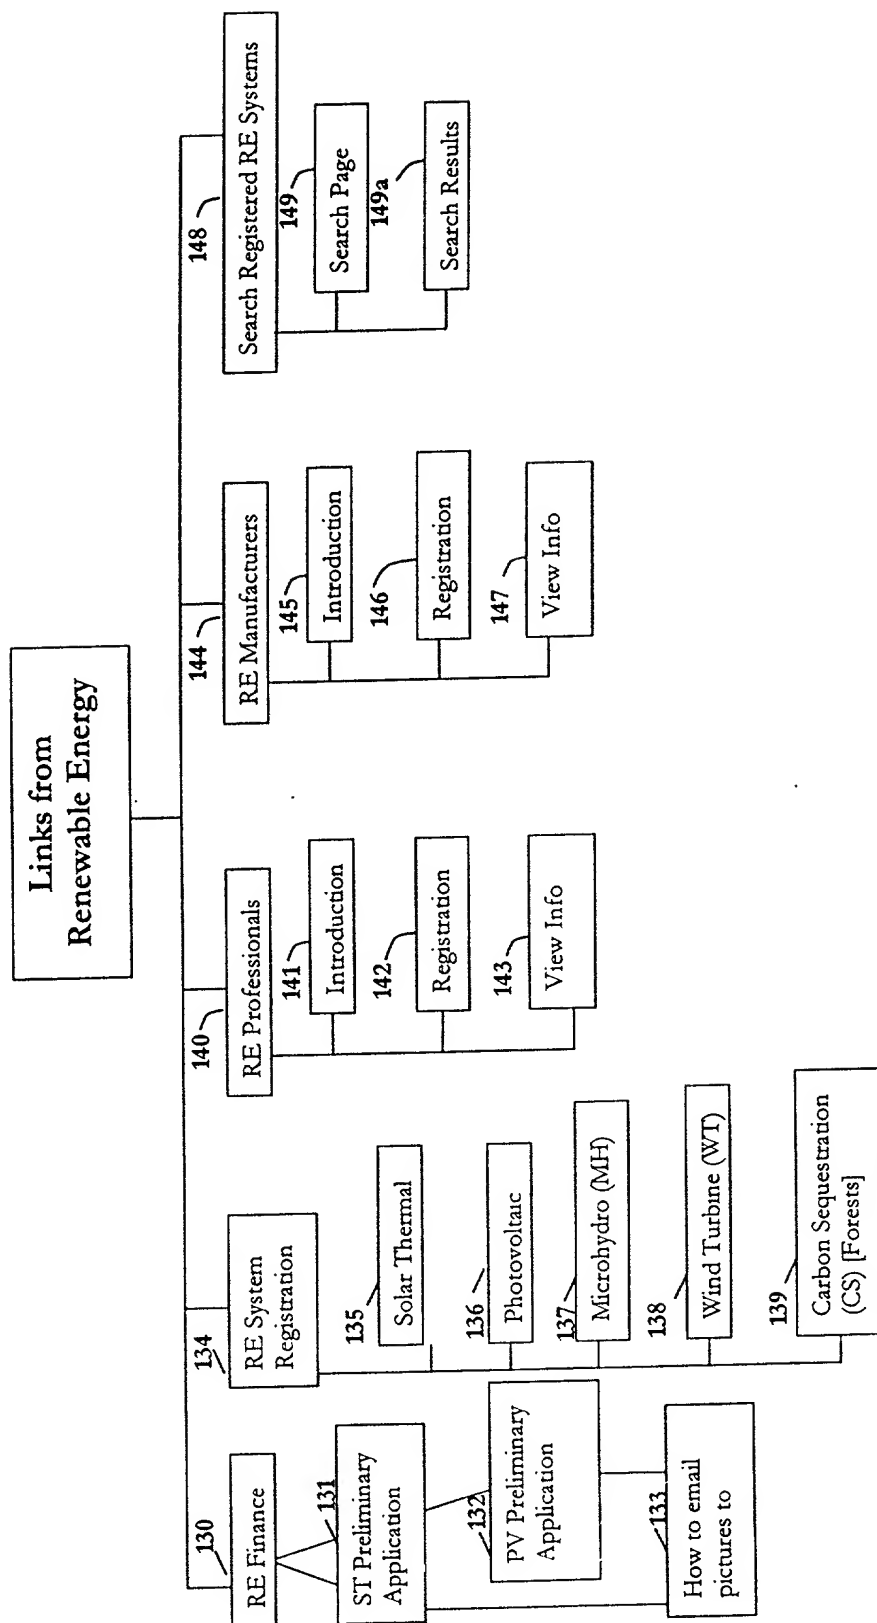 Links from
Renewable Energy
130
RE Finance
131
ST Preliminary
Application
132
PV Preliminary
Application
133
How to email
pictures to
134
RE System
Registration
135
Solar Thermal
136
Photovoltaic
137
Microhydro (MH)
138
Wind Turbine (WT)
139
Carbon Sequestration
(CS) [Forests]
140
RE Professionals
141
Introduction
142
Registration
143
View Info
144
RE Manufacturers
145
Introduction
146
Registration
147
View Info
148
Search Registered RE Systems
149
Search Page
149a
Search Results